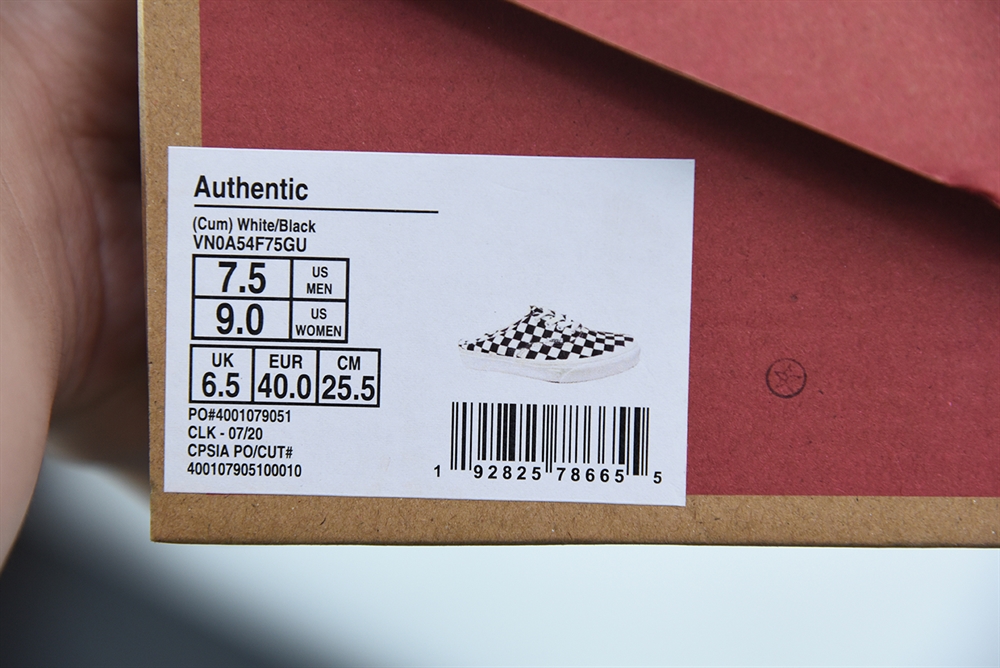 Authentic
(Cum) White/Black
VN0A54F75GU
7.5 US MEN
9.0 US WOMEN
UK EUR CM
6.5 40.0 25.5
PO#4001079051
CLK - 07/20
CPSIA PO/CUT#
400107905100010
1 92825 78665 5